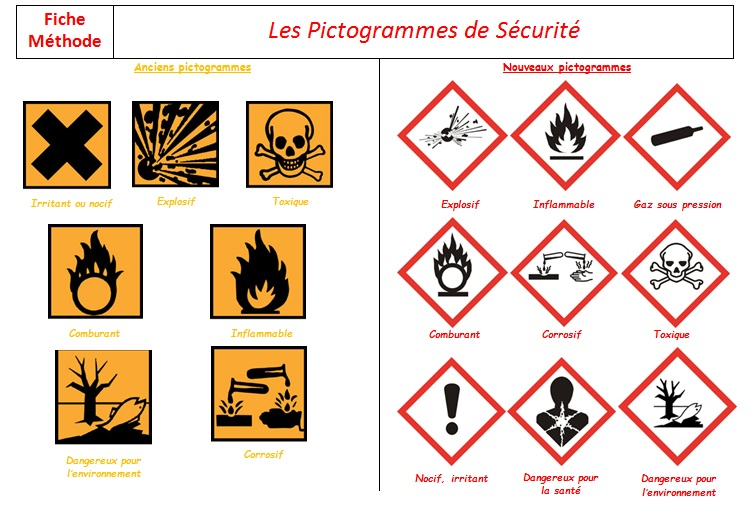 Fiche
Méthode
Les Pictogrammes de Sécurité
Anciens pictogrammes
Irritant ou nocif
Explosif
Toxique
Comburant
Inflammable
Dangereux pour
l'environnement
Corrosif
Nouveaux pictogrammes
Explosif
Inflammable
Gaz sous pression
Comburant
Corrosif
Toxique
Nocif, irritant
Dangereux pour
la santé
Dangereux pour
l'environnement